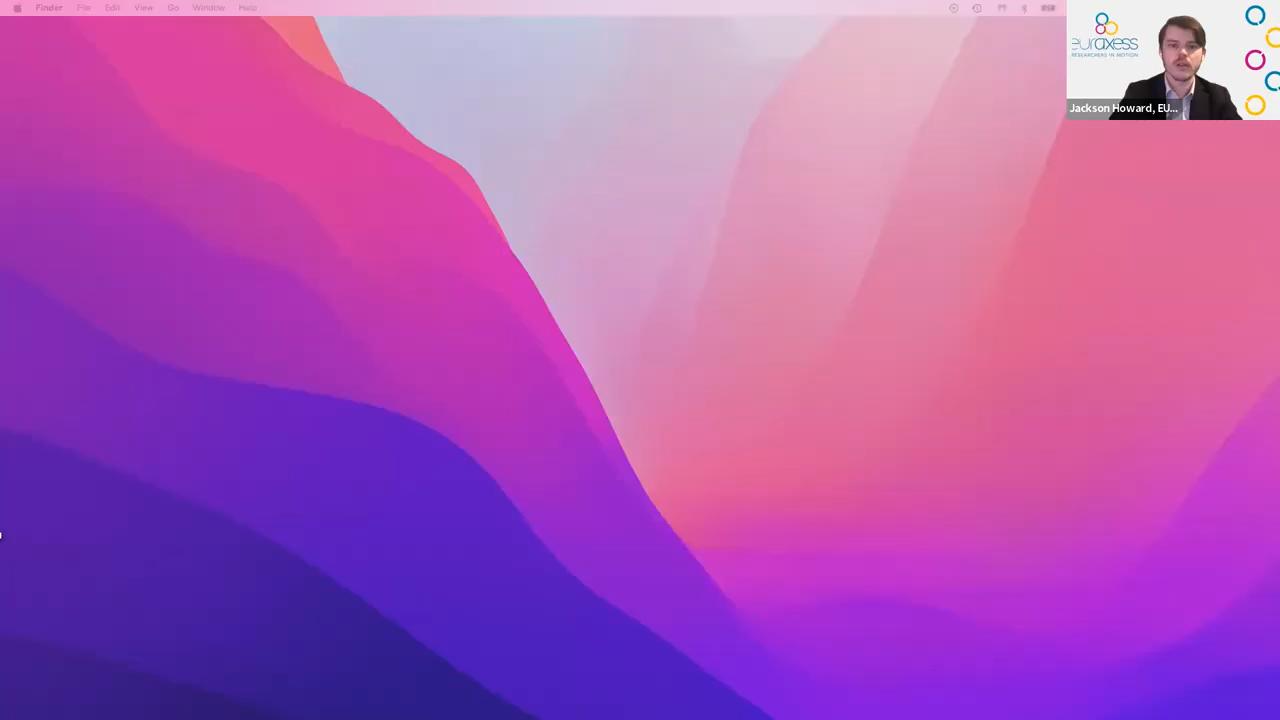 Finder File Edit View Go Window Help
euraxess
RESEARCHERS IN MOTION
Jackson Howard, EU...